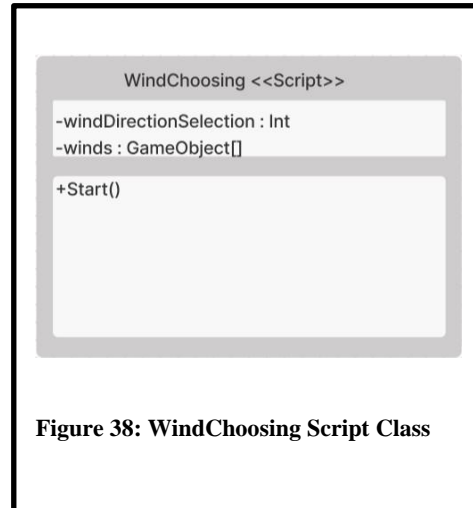 WindChoosing <<Script>>
-windDirectionSelection : Int
-winds : GameObject[]
+Start()
Figure 38: WindChoosing Script Class